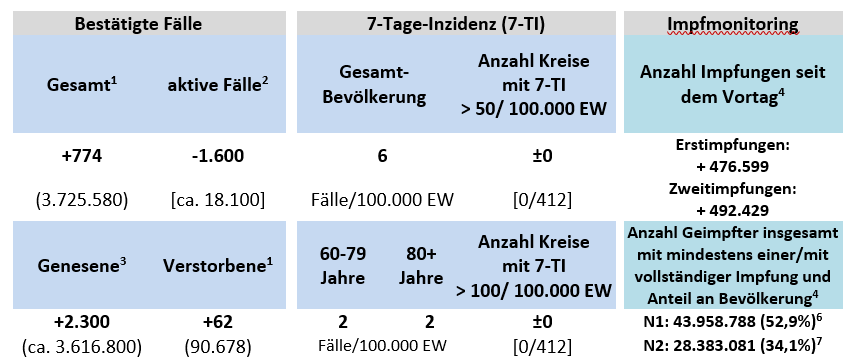 Bestätigte Fälle
7-Tage-Inzidenz (7-TI)
Impfmonitoring
Gesamt¹
aktive Fälle²
Gesamt-
Bevölkerung
Anzahl Kreise
mit 7-TI
> 50/ 100.000 EW
Anzahl Impfungen seit
dem Vortag⁴
+774
-1.600
6
±0
Erstimpfungen:
+ 476.599
(3.725.580)
[ca. 18.100]
Fälle/100.000 EW
[0/412]
Zweitimpfungen:
+ 492.429
Genesene³
Verstorbene¹
60-79
Jahre
80+
Jahre
Anzahl Kreise
mit 7-TI
> 100/ 100.000 EW
Anzahl Geimpfter insgesamt
mit mindestens einer/mit
vollständiger Impfung und
Anteil an Bevölkerung⁴
+2.300
+62
2
2
±0
N1: 43.958.788 (52,9%)⁶
(ca. 3.616.800)
(90.678)
Fälle/100.000 EW
[0/412]
N2: 28.383.081 (34,1%)⁷